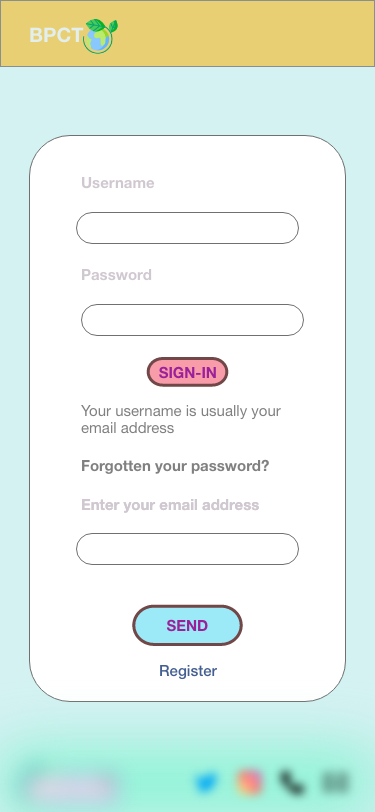 BPCT
Username
Password
SIGN-IN
Your username is usually your
email address
Forgotten your password?
Enter your email address
SEND
Register